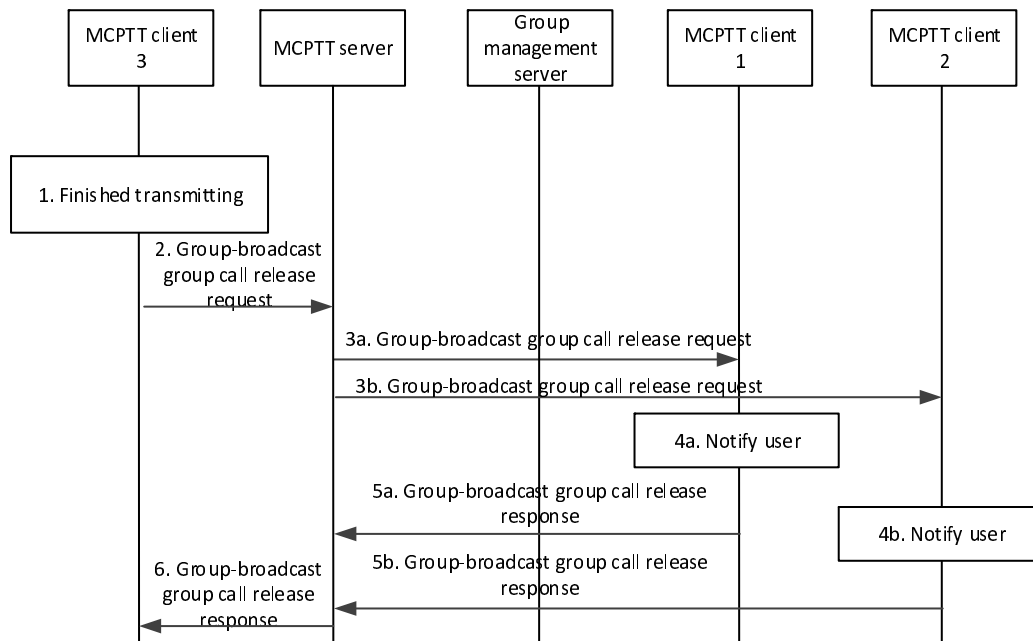 MCPTT client
3
MCPTT server
Group
management
server
MCPTT client
1
MCPTT client
2
1. Finished transmitting
2. Group-broadcast
group call release
request
3a. Group-broadcast group call release request
3b. Group-broadcast group call release request
4a. Notify user
5a. Group-broadcast group call release
response
4b. Notify user
5b. Group-broadcast group call release
response
6. Group-broadcast
group call release
response